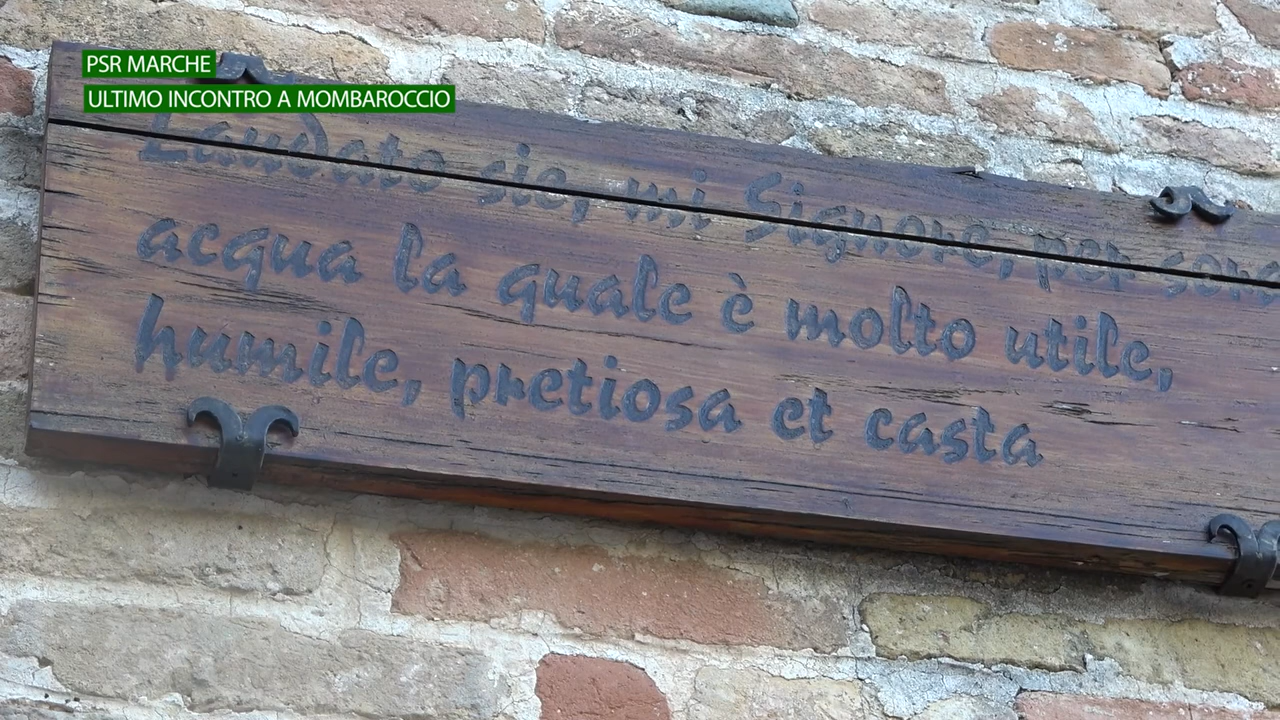 PSR MARCHE
ULTIMO INCONTRO A MOMBAROCCIO
Laudato sie, mi Signore, per
acqua la quale è molto utile,
humile, pretiosa et casta